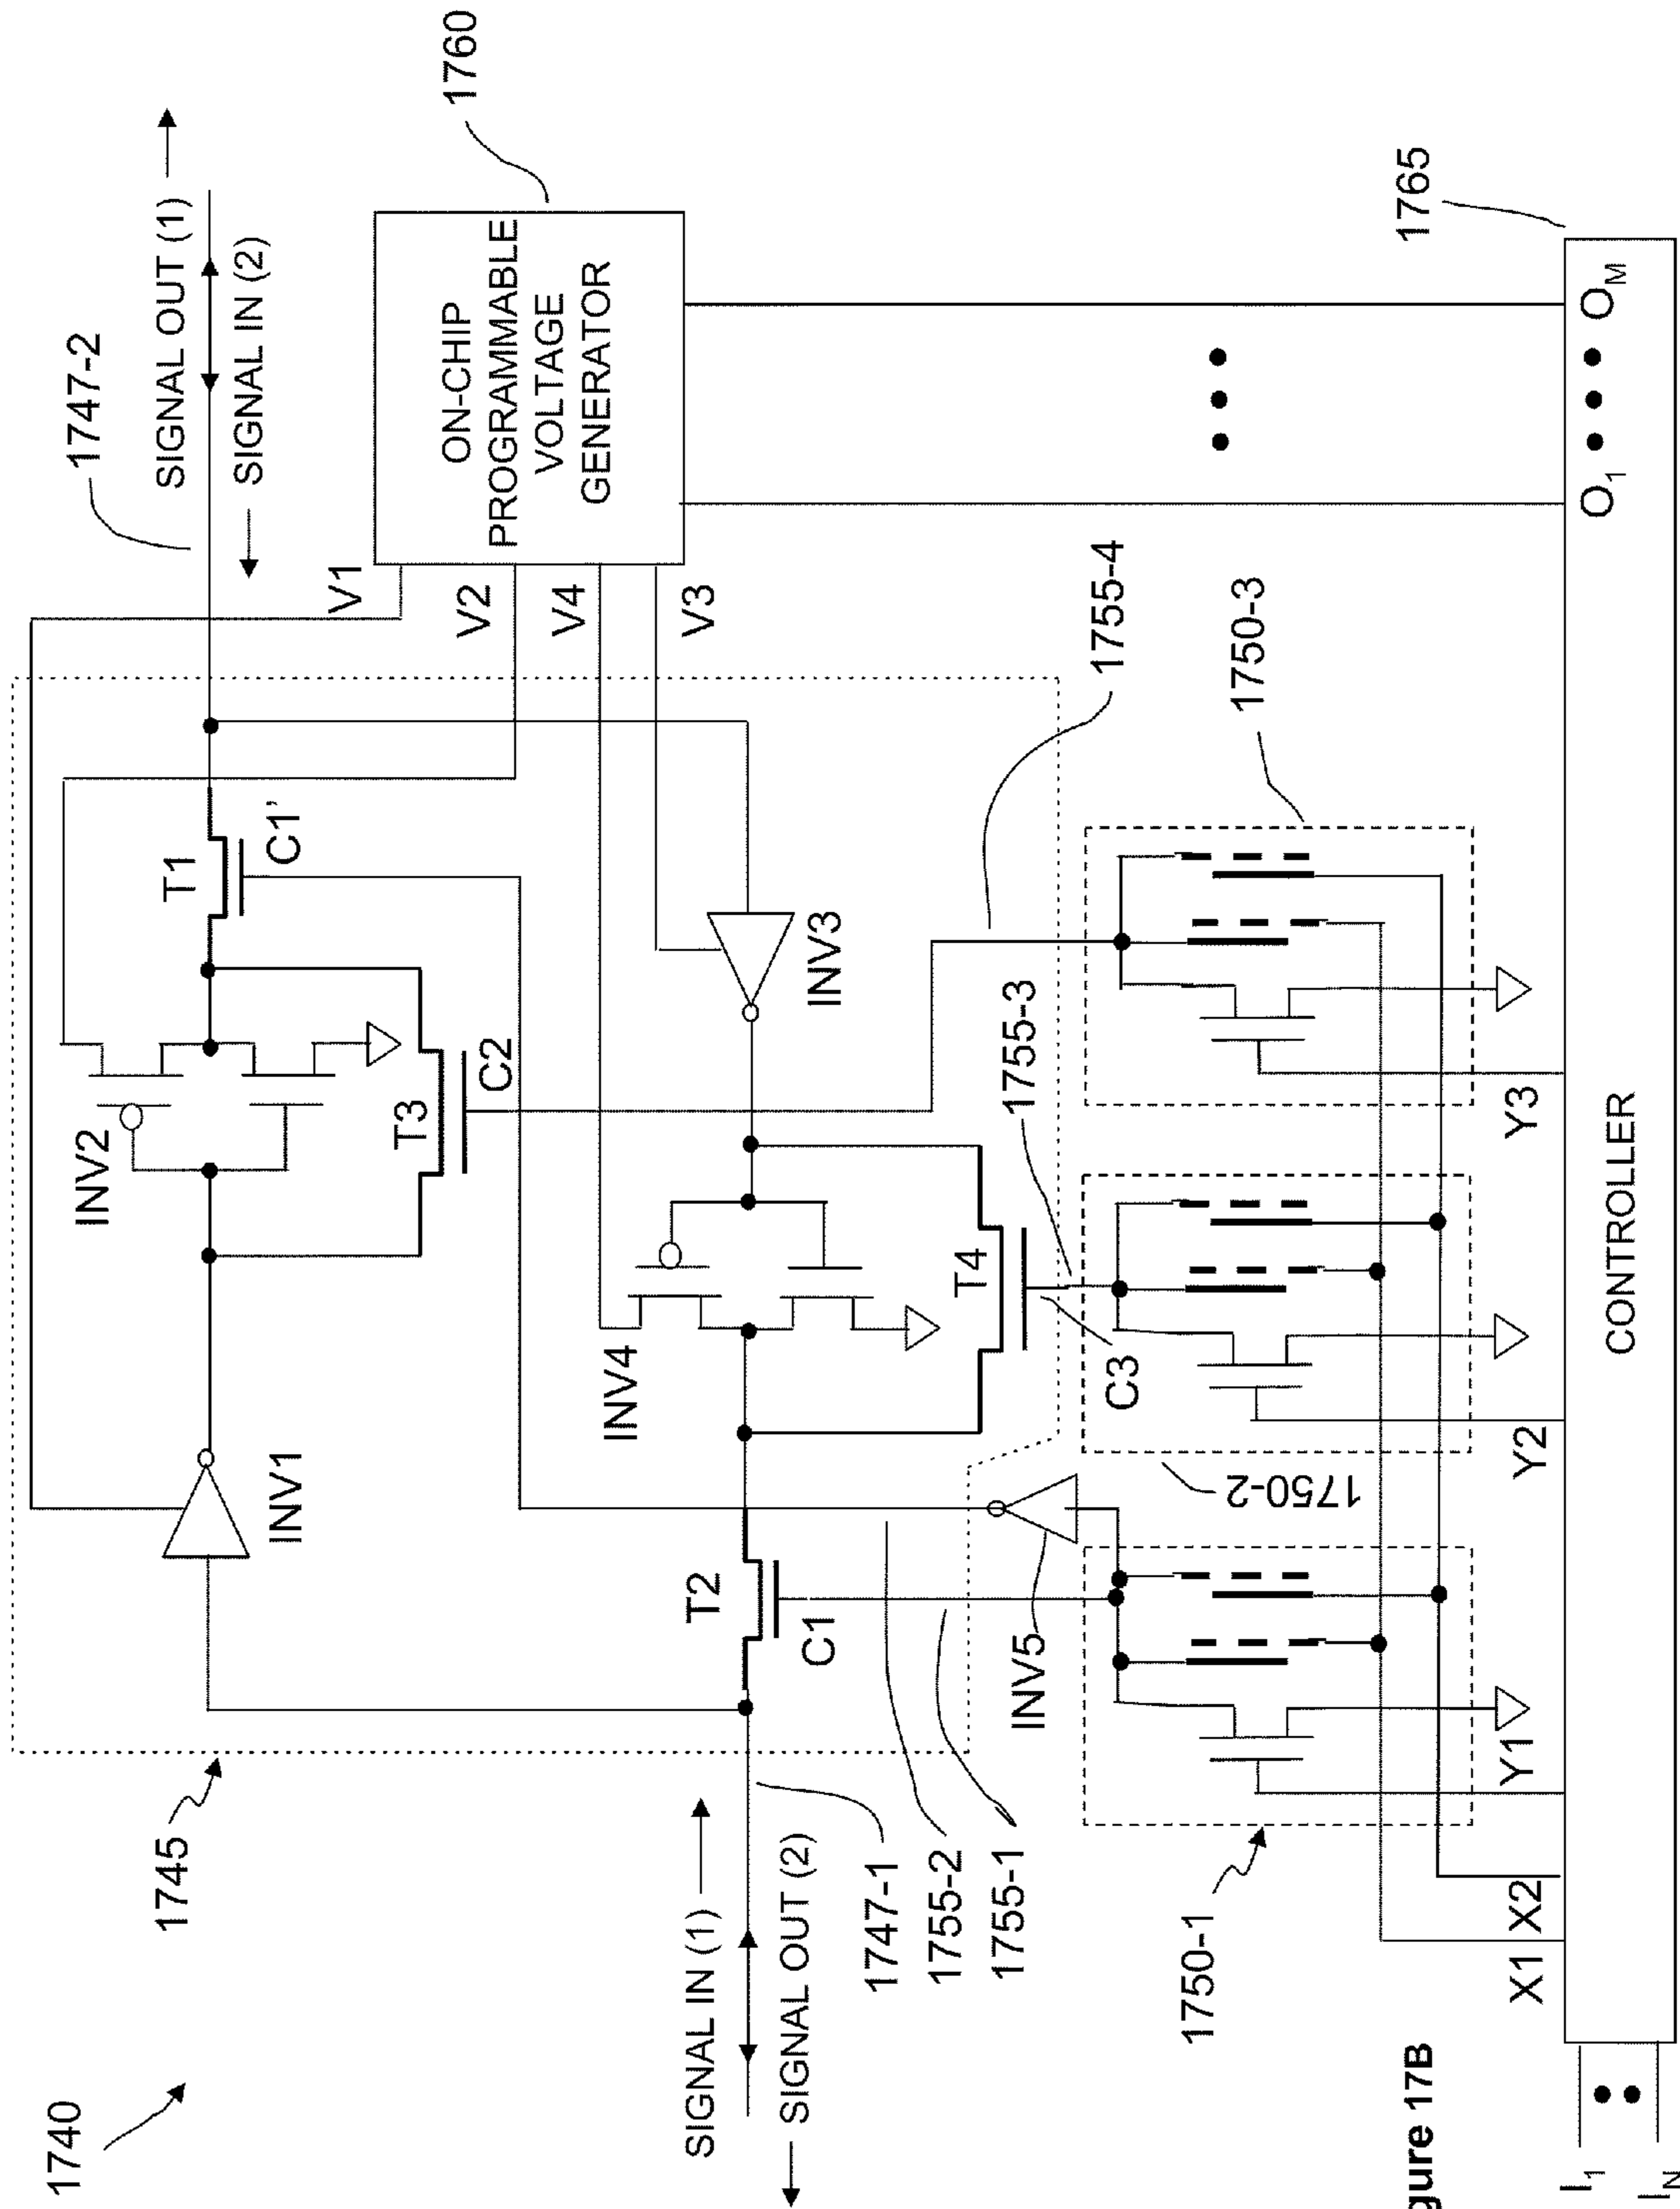 1740
1745
INV1
INV2
T3
C2
T1
C1'
V1
V2
V4
V3
1747-2
SIGNAL OUT (1)
SIGNAL IN (2)
ON-CHIP
PROGRAMMABLE
VOLTAGE
GENERATOR
1760
SIGNAL IN (1)
SIGNAL OUT (2)
1747-1
1755-2
1755-1
T2
C1
INV4
T4
C3
INV3
1755-3
1755-4
INV5
1750-1
1750-2
1750-3
Y1
Y2
Y3
X1
X2
CONTROLLER
O1
OM
1765
I1
IN
gure 17B